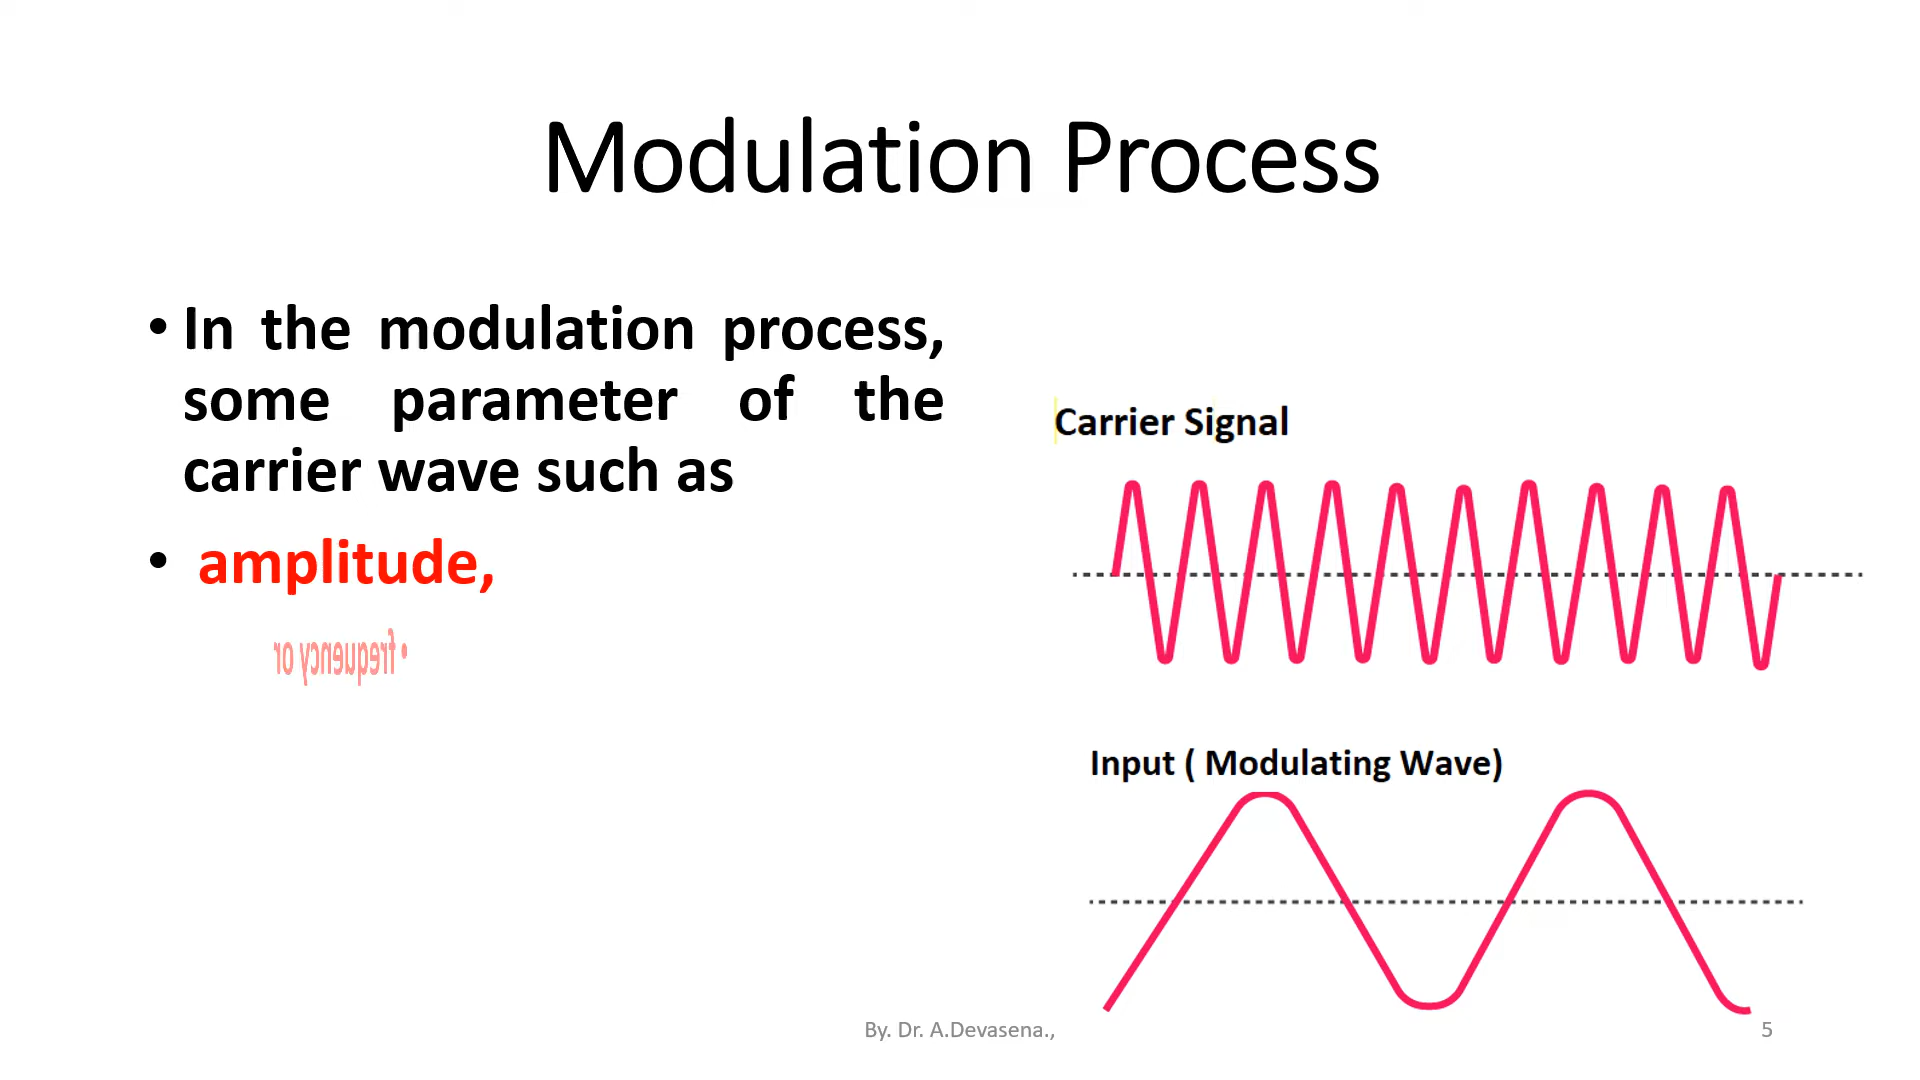 Modulation Process
• In the modulation process,
some parameter of the
carrier wave such as
• amplitude,
• frequency or
Carrier Signal
Input ( Modulating Wave)
By. Dr. A.Devasena.,
5